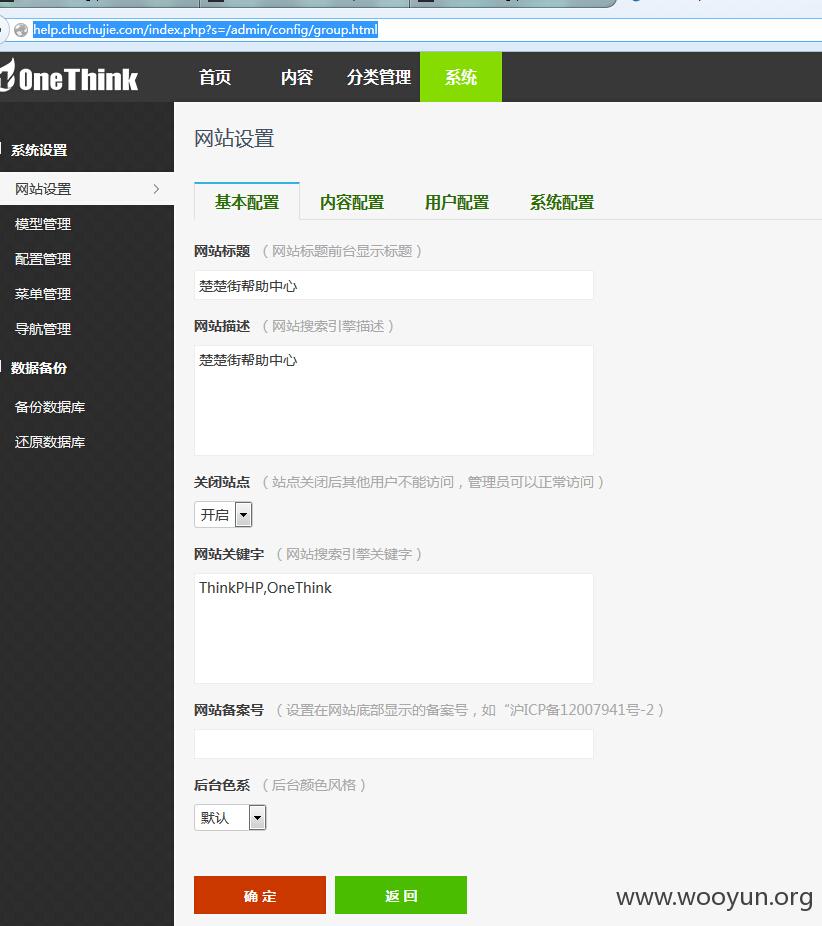 help.chuchujie.com/index.php?s=/admin/config/group.html
OneThink 首页 内容 分类管理 系统
系统设置
网站设置
模型管理
配置管理
菜单管理
导航管理
数据备份
备份数据库
还原数据库
网站设置
基本配置 内容配置 用户配置 系统配置
网站标题 （网站标题前台显示标题）
楚楚街帮助中心
网站描述 （网站搜索引擎描述）
楚楚街帮助中心
关闭站点 （站点关闭后其他用户不能访问，管理员可以正常访问）
开启
网站关键字 （网站搜索引擎关键字）
ThinkPHP,OneThink
网站备案号 （设置在网站底部显示的备案号，如“沪ICP备12007941号-2）
后台色系 （后台颜色风格）
默认
确 定 返 回
www.wooyun.org